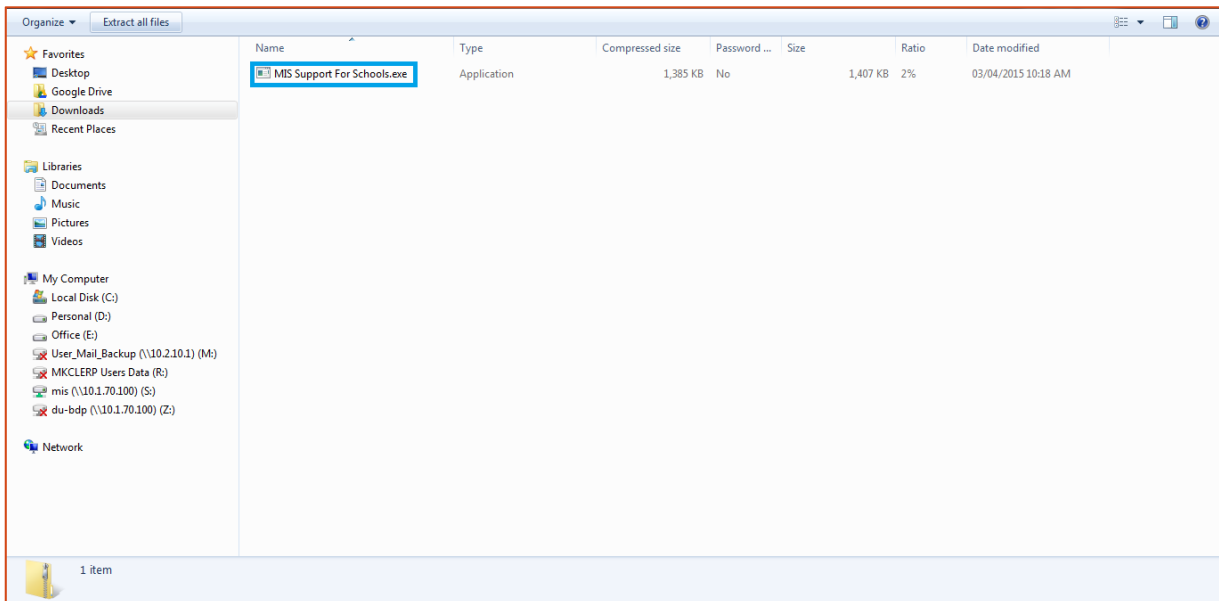 Organize Extract all files
Favorites
Desktop
Google Drive
Downloads
Recent Places
Libraries
Documents
Music
Pictures
Videos
My Computer
Local Disk (C:)
Personal (D:)
Office (E:)
User_Mail_Backup (\\10.2.10.1) (M:)
MKCLERP Users Data (R:)
mis (\\10.1.70.100) (S:)
du-bdp (\\10.1.70.100) (Z:)
Network
Name Type Compressed size Password ... Size Ratio Date modified
MIS Support For Schools.exe Application 1,385 KB No 1,407 KB 2% 03/04/2015 10:18 AM
1 item